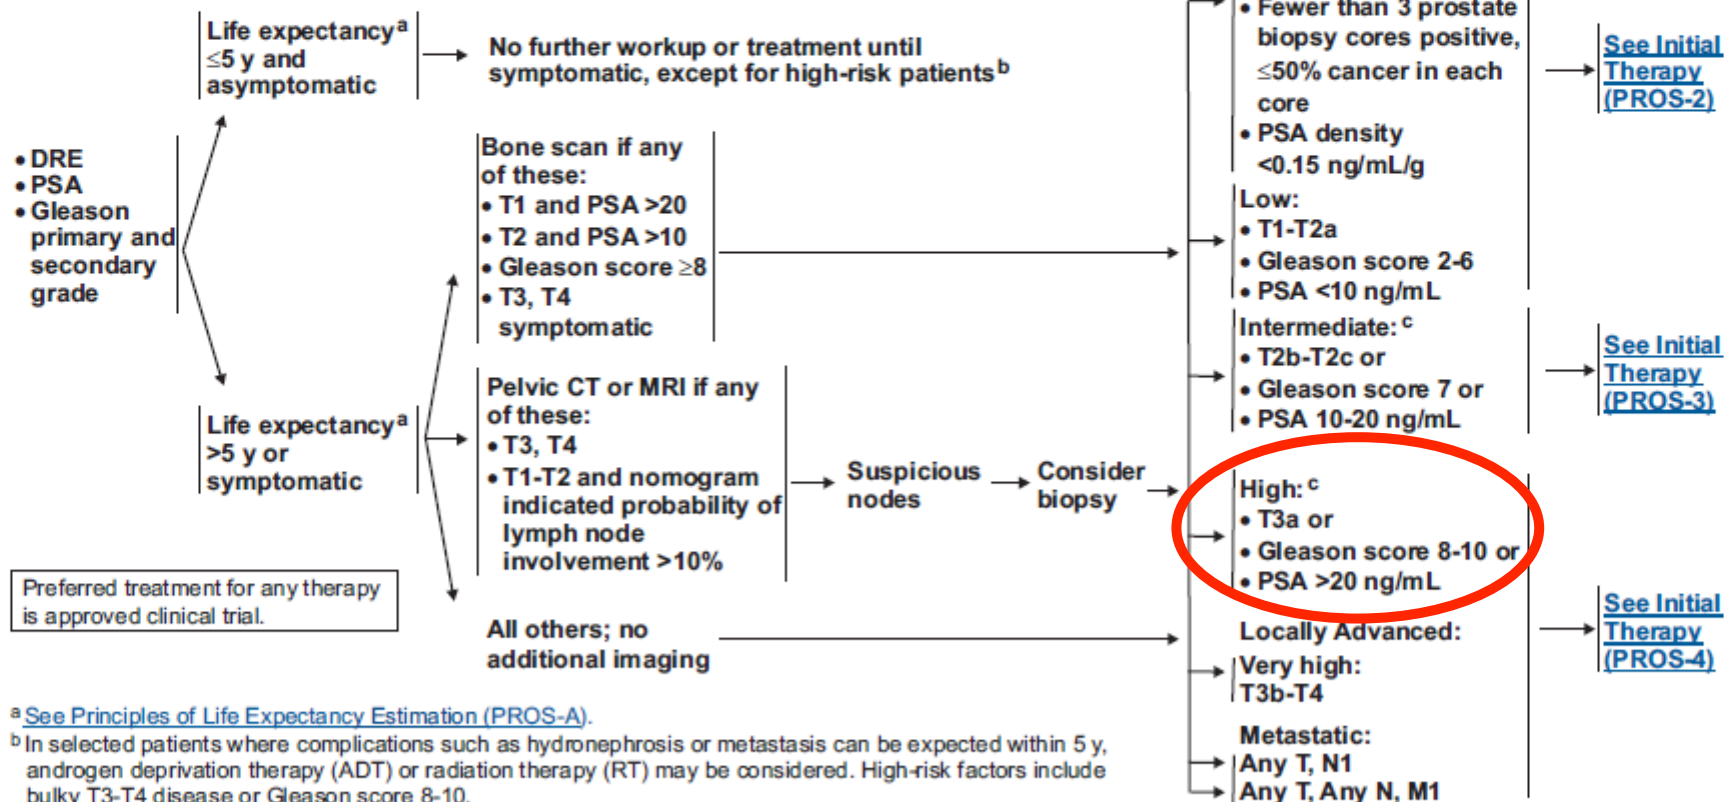 • DRE
• PSA
• Gleason
primary and
secondary
grade
Life expectancyᵃ
≤5 y and
asymptomatic
No further workup or treatment until
symptomatic, except for high-risk patientsᵇ
Life expectancyᵃ
>5 y or
symptomatic
Bone scan if any
of these:
• T1 and PSA >20
• T2 and PSA >10
• Gleason score ≥8
• T3, T4
symptomatic
Pelvic CT or MRI if any
of these:
• T3, T4
• T1-T2 and nomogram
indicated probability of
lymph node
involvement >10%
Suspicious
nodes
Consider
biopsy
All others; no
additional imaging
• Fewer than 3 prostate
biopsy cores positive,
≤50% cancer in each
core
• PSA density
<0.15 ng/mL/g
See Initial
Therapy
(PROS-2)
Low:
• T1-T2a
• Gleason score 2-6
• PSA <10 ng/mL
Intermediate: ᶜ
• T2b-T2c or
• Gleason score 7 or
• PSA 10-20 ng/mL
See Initial
Therapy
(PROS-3)
High: ᶜ
• T3a or
• Gleason score 8-10 or
• PSA >20 ng/mL
Locally Advanced:
Very high:
T3b-T4
Metastatic:
Any T, N1
Any T, Any N, M1
See Initial
Therapy
(PROS-4)
Preferred treatment for any therapy
is approved clinical trial.
ᵃ See Principles of Life Expectancy Estimation (PROS-A).
ᵇ In selected patients where complications such as hydronephrosis or metastasis can be expected within 5 y,
androgen deprivation therapy (ADT) or radiation therapy (RT) may be considered. High-risk factors include
bulky T3-T4 disease or Gleason score 8-10.